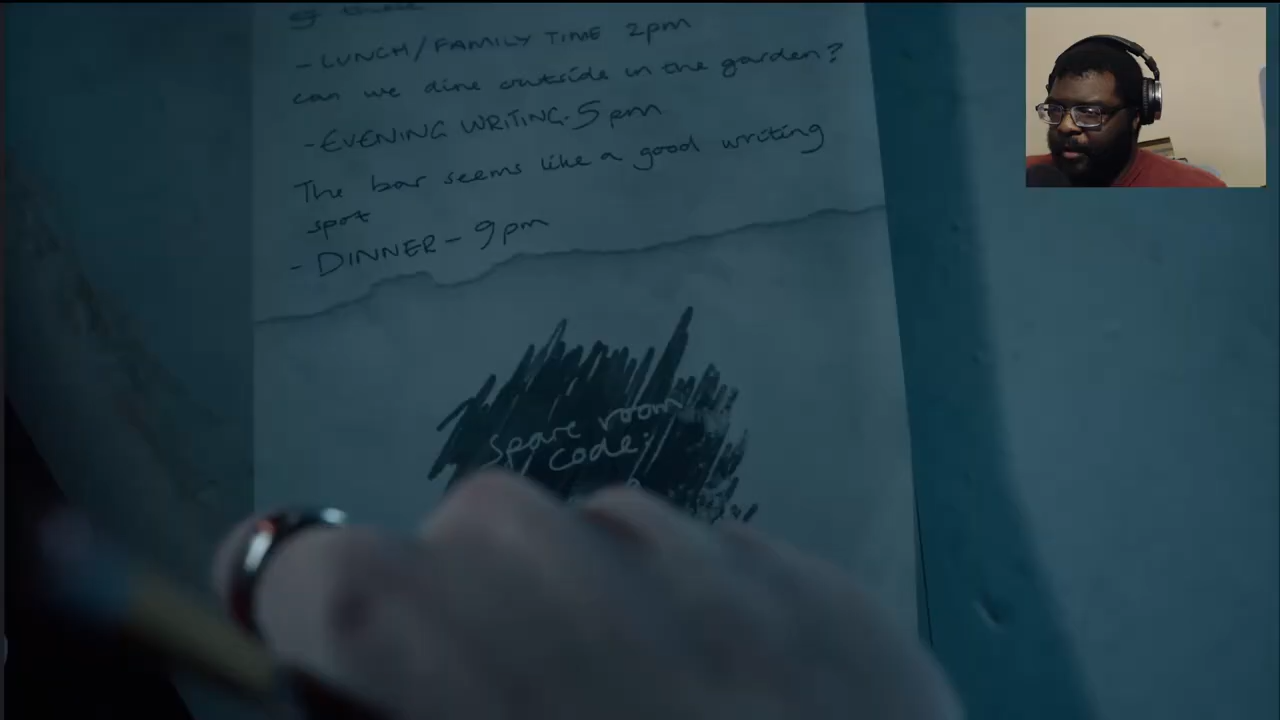 - LUNCH/FAMILY TIME 2pm
can we dine outside in the garden?
- EVENING WRITING. 5pm
The bar seems like a good writing
spot
- DINNER - 9pm
Spare room
code: